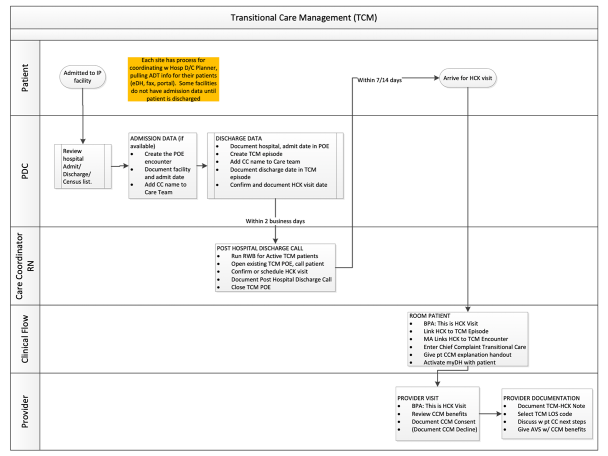 Transitional Care Management (TCM)
Patient
Admitted to IP
facility
Each site has process for
coordinating w Hosp D/C Planner,
pulling ADT info for their patients
(eDH, fax, portal). Some facilities
do not have admission data until
patient is discharged
Within 7/14 days
Arrive for HCK visit
PDC
Review
hospital
Admit/
Discharge/
Census list.
ADMISSION DATA (if
available)
• Create the POE
encounter
• Document facility
and admit date
• Add CC name to
Care Team
DISCHARGE DATA
• Document hospital, admit date in POE
• Create TCM episode
• Add CC name to Care team
• Document discharge date in TCM
episode
• Confirm and document HCK visit date
Within 2 business days
Care Coordinator
RN
POST HOSPITAL DISCHARGE CALL
• Run RWB for Active TCM patients
• Open existing TCM POE, call patient
• Confirm or schedule HCK visit
• Document Post Hospital Discharge Call
• Close TCM POE
Clinical Flow
ROOM PATIENT
• BPA: This is HCK Visit
• Link HCK to TCM Episode
• MA Links HCK to TCM Encounter
• Enter Chief Complaint Transitional Care
• Give pt CCM explanation handout
• Activate myDH with patient
Provider
PROVIDER VISIT
• BPA: This is HCK Visit
• Review CCM benefits
• Document CCM Consent
• (Document CCM Decline)
PROVIDER DOCUMENTATION
• Document TCM-HCK Note
• Select TCM LOS code
• Discuss w pt CC next steps
• Give AVS w/ CCM benefits